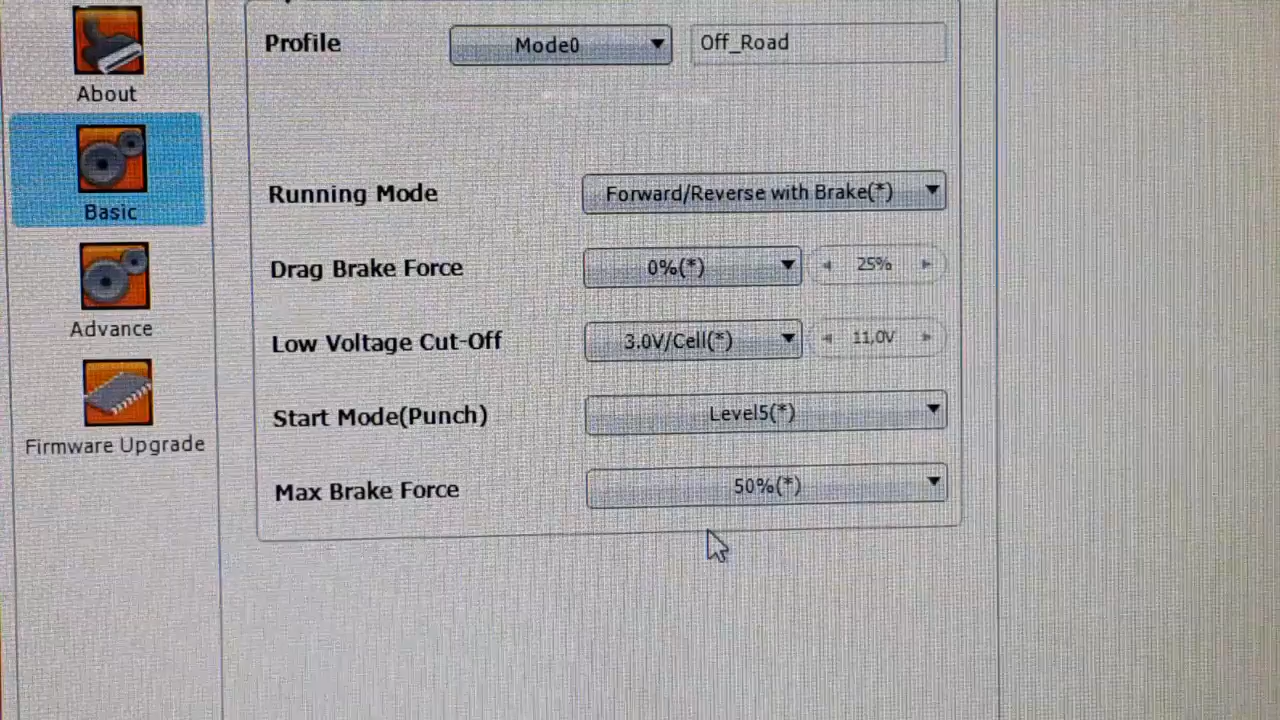 Profile
Mode0
Off_Road
About
Basic
Running Mode
Forward/Reverse with Brake(*)
Drag Brake Force
0%(*)
25%
Advance
Low Voltage Cut-Off
3.0V/Cell(*)
11,0V
Start Mode(Punch)
Level5(*)
Firmware Upgrade
Max Brake Force
50%(*)